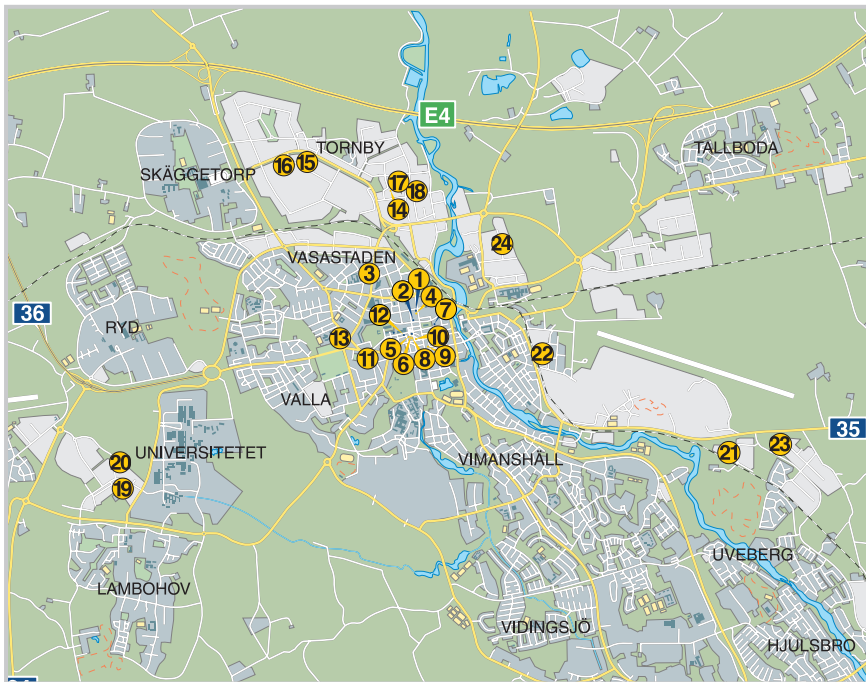 E4
TORNBY
TALLBODA
16
15
SKÄGGETORP
17
18
14
24
VASASTADEN
3
1
2
4
7
36
12
RYD
13
10
5
11
6
8
9
22
VALLA
35
23
21
UNIVERSITETET
20
VIMANSHÄLL
19
UVEBERG
LAMBOHOV
VIDINGSJÖ
HJULSBRO